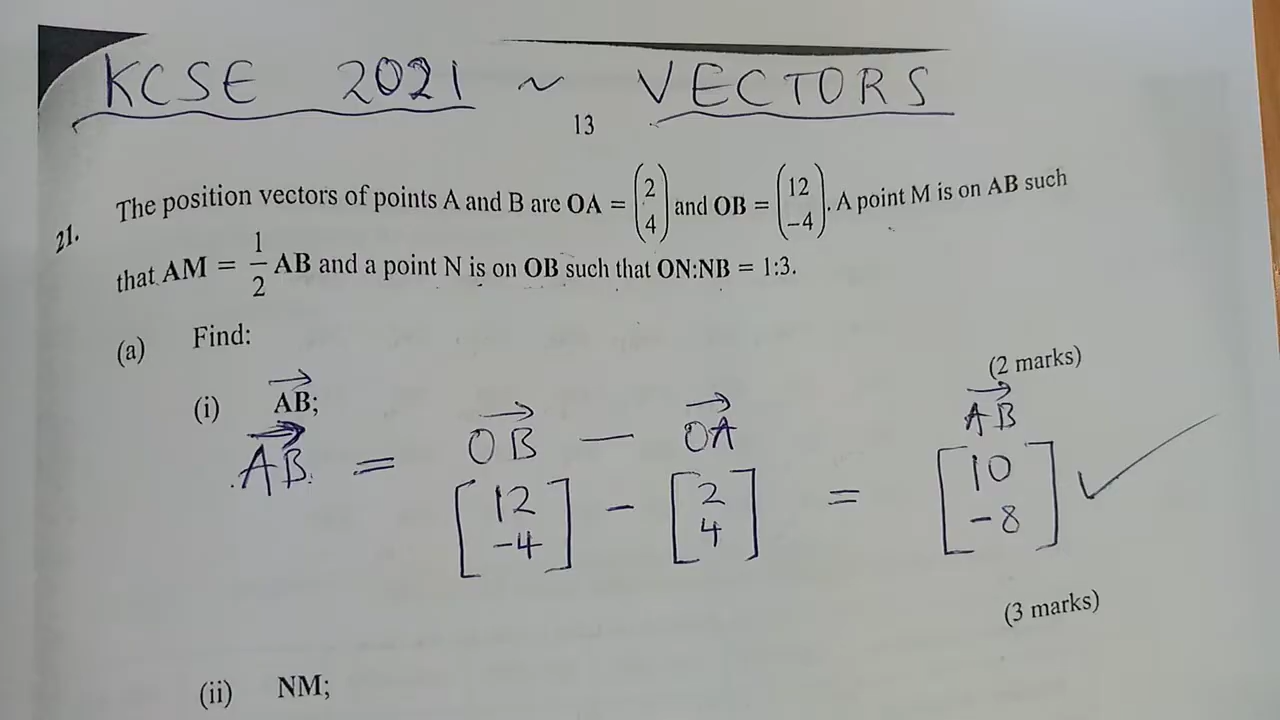 KCSE 2021 ~ VECTORS
13
21. The position vectors of points A and B are OA = (2 4) and OB = (12 -4). A point M is on AB such
that AM = 1/2 AB and a point N is on OB such that ON:NB = 1:3.
(a) Find:
(i) AB; (2 marks)
AB = OB - OA AB
[12 -4] - [2 4] = [10 -8] ✓
(3 marks)
(ii) NM;